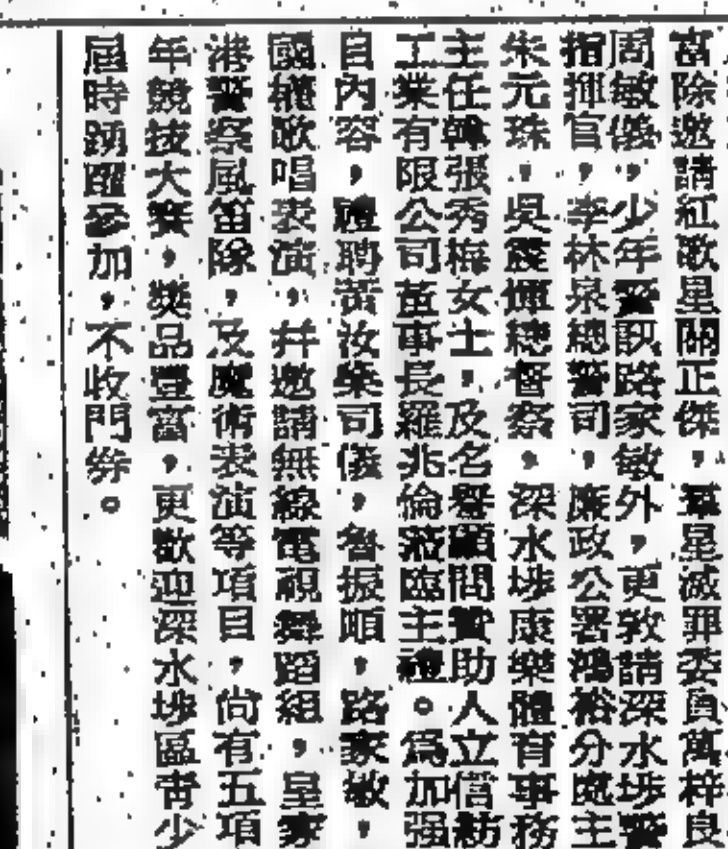 富除邀請紅歌星關正傑，羣星滅罪委員萬梓良
周敏儀，少年警訊路家敏外，更敦請深水埗警
指揮官，李林泉總警司，廉政公署鴻裕分處主
朱元珠，吳震惲總督察，深水埗康樂體育事務
主任韓張秀梅女士，及名譽顧問贊助人立信紡
工業有限公司董事長羅兆倫蒞臨主禮。爲加强
目內容，禮聘黃汝燊司儀，詹振順，路家敏，
國權歌唱表演，幷邀請無線電視舞蹈組，皇家
港警察風笛隊，及魔術表演等項目，尚有五項
年競技大賽，獎品豐富，更歡迎深水埗區靑少
屆時踴躍參加，不收門券。